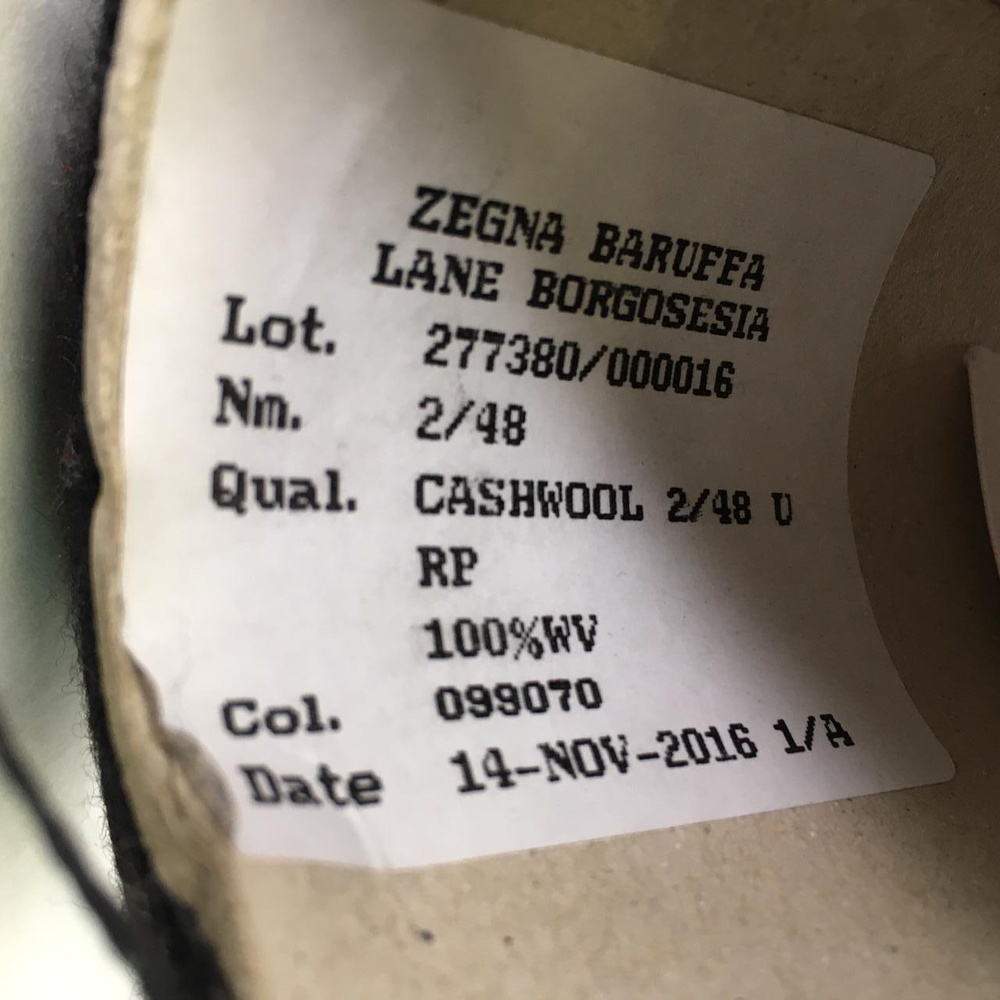 ZEGNA BARUFFA
LANE BORGOSESIA
Lot. 277380/000016
Nm. 2/48
Qual. CASHWOOL 2/48 U
RP
100%WV
Col. 099070
Date 14-NOV-2016 1/A